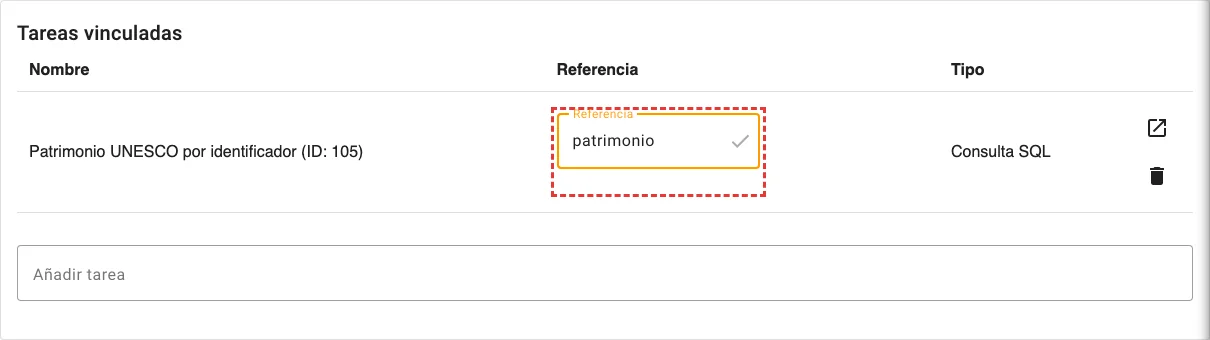 Tareas vinculadas
Nombre Referencia Tipo
Referencia
Patrimonio UNESCO por identificador (ID: 105) patrimonio Consulta SQL
Añadir tarea